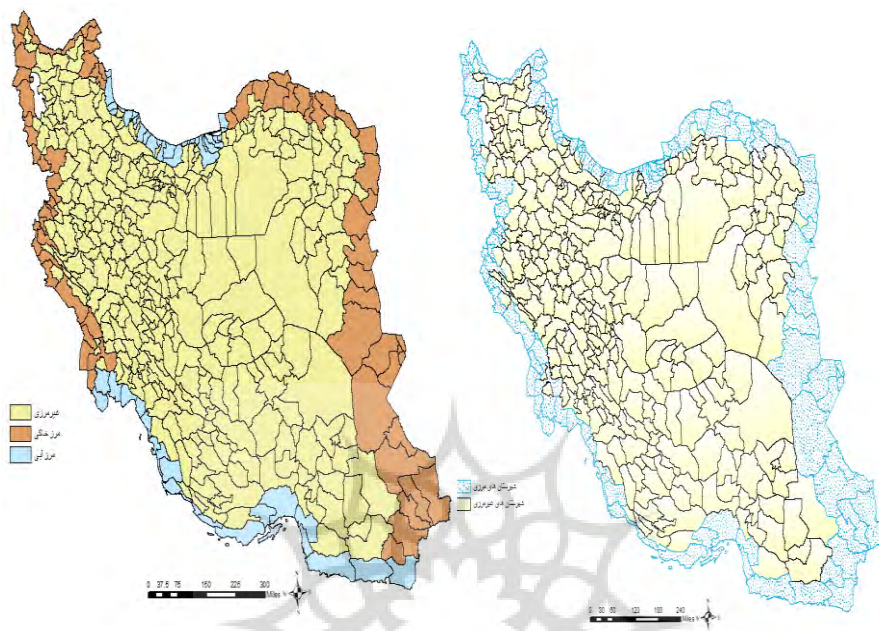 غیرمرزی
مرز خاکی
مرز آبی
0 37.5 75 150 225 300
Miles
شهرستان های مرزی
شهرستان های غیرمرزی
0 30 60 120 180 240
Miles